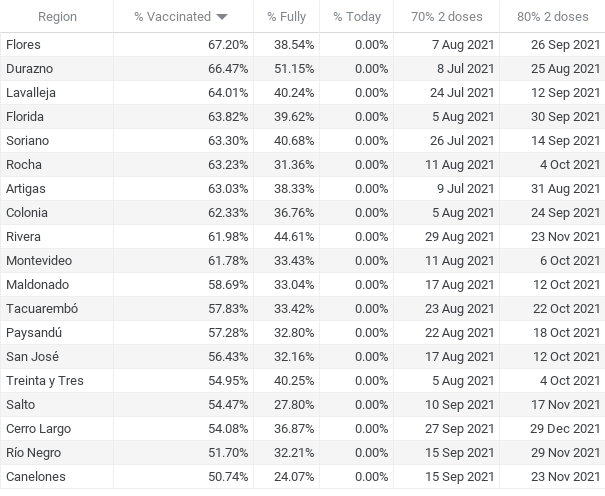 Region % Vaccinated % Fully % Today 70% 2 doses 80% 2 doses
Flores 67.20% 38.54% 0.00% 7 Aug 2021 26 Sep 2021
Durazno 66.47% 51.15% 0.00% 8 Jul 2021 25 Aug 2021
Lavalleja 64.01% 40.24% 0.00% 24 Jul 2021 12 Sep 2021
Florida 63.82% 39.62% 0.00% 5 Aug 2021 30 Sep 2021
Soriano 63.30% 40.68% 0.00% 26 Jul 2021 14 Sep 2021
Rocha 63.23% 31.36% 0.00% 11 Aug 2021 4 Oct 2021
Artigas 63.03% 38.33% 0.00% 9 Jul 2021 31 Aug 2021
Colonia 62.33% 36.76% 0.00% 5 Aug 2021 24 Sep 2021
Rivera 61.98% 44.61% 0.00% 29 Aug 2021 23 Nov 2021
Montevideo 61.78% 33.43% 0.00% 11 Aug 2021 6 Oct 2021
Maldonado 58.69% 33.04% 0.00% 17 Aug 2021 12 Oct 2021
Tacuarembó 57.83% 33.42% 0.00% 23 Aug 2021 22 Oct 2021
Paysandú 57.28% 32.80% 0.00% 22 Aug 2021 18 Oct 2021
San José 56.43% 32.16% 0.00% 17 Aug 2021 12 Oct 2021
Treinta y Tres 54.95% 40.25% 0.00% 5 Aug 2021 4 Oct 2021
Salto 54.47% 27.80% 0.00% 10 Sep 2021 17 Nov 2021
Cerro Largo 54.08% 36.87% 0.00% 27 Sep 2021 29 Dec 2021
Río Negro 51.70% 32.21% 0.00% 15 Sep 2021 29 Nov 2021
Canelones 50.74% 24.07% 0.00% 15 Sep 2021 23 Nov 2021